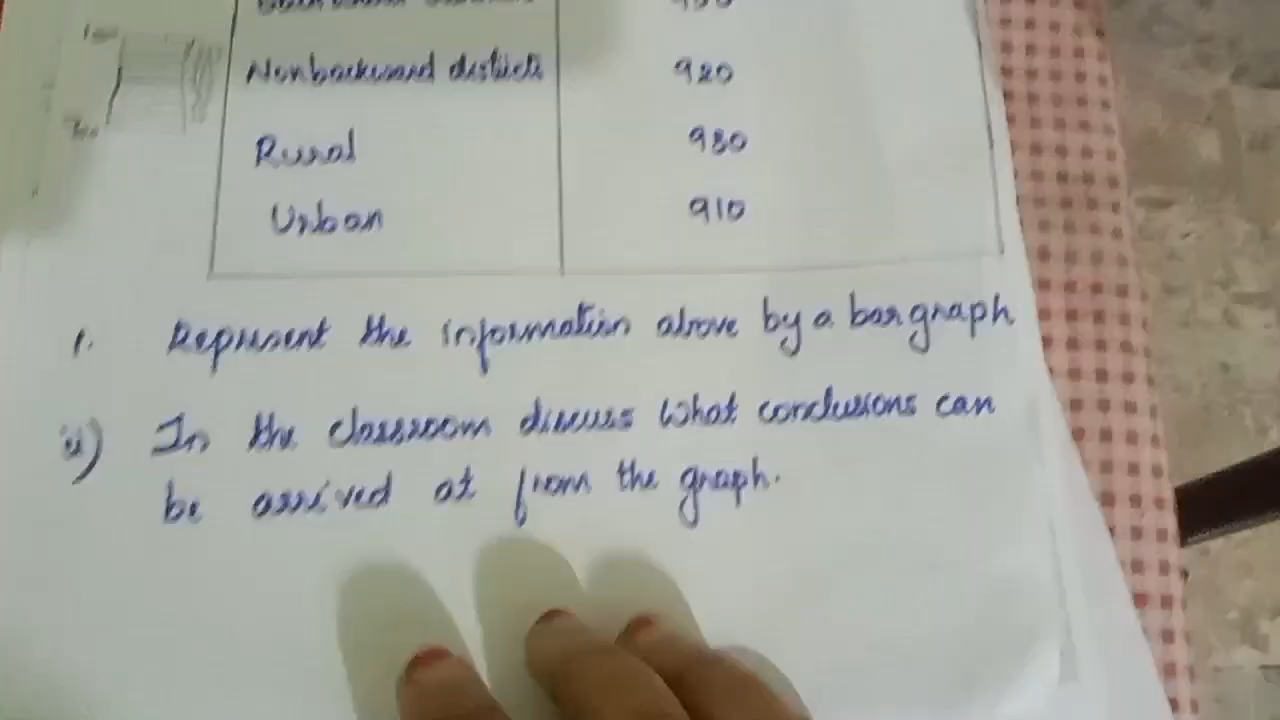 Nonbackward districts 920
Rural 930
Urban 910
1. Represent the information above by a bar graph
ii) In the classroom discuss what conclusions can
be arrived at from the graph.